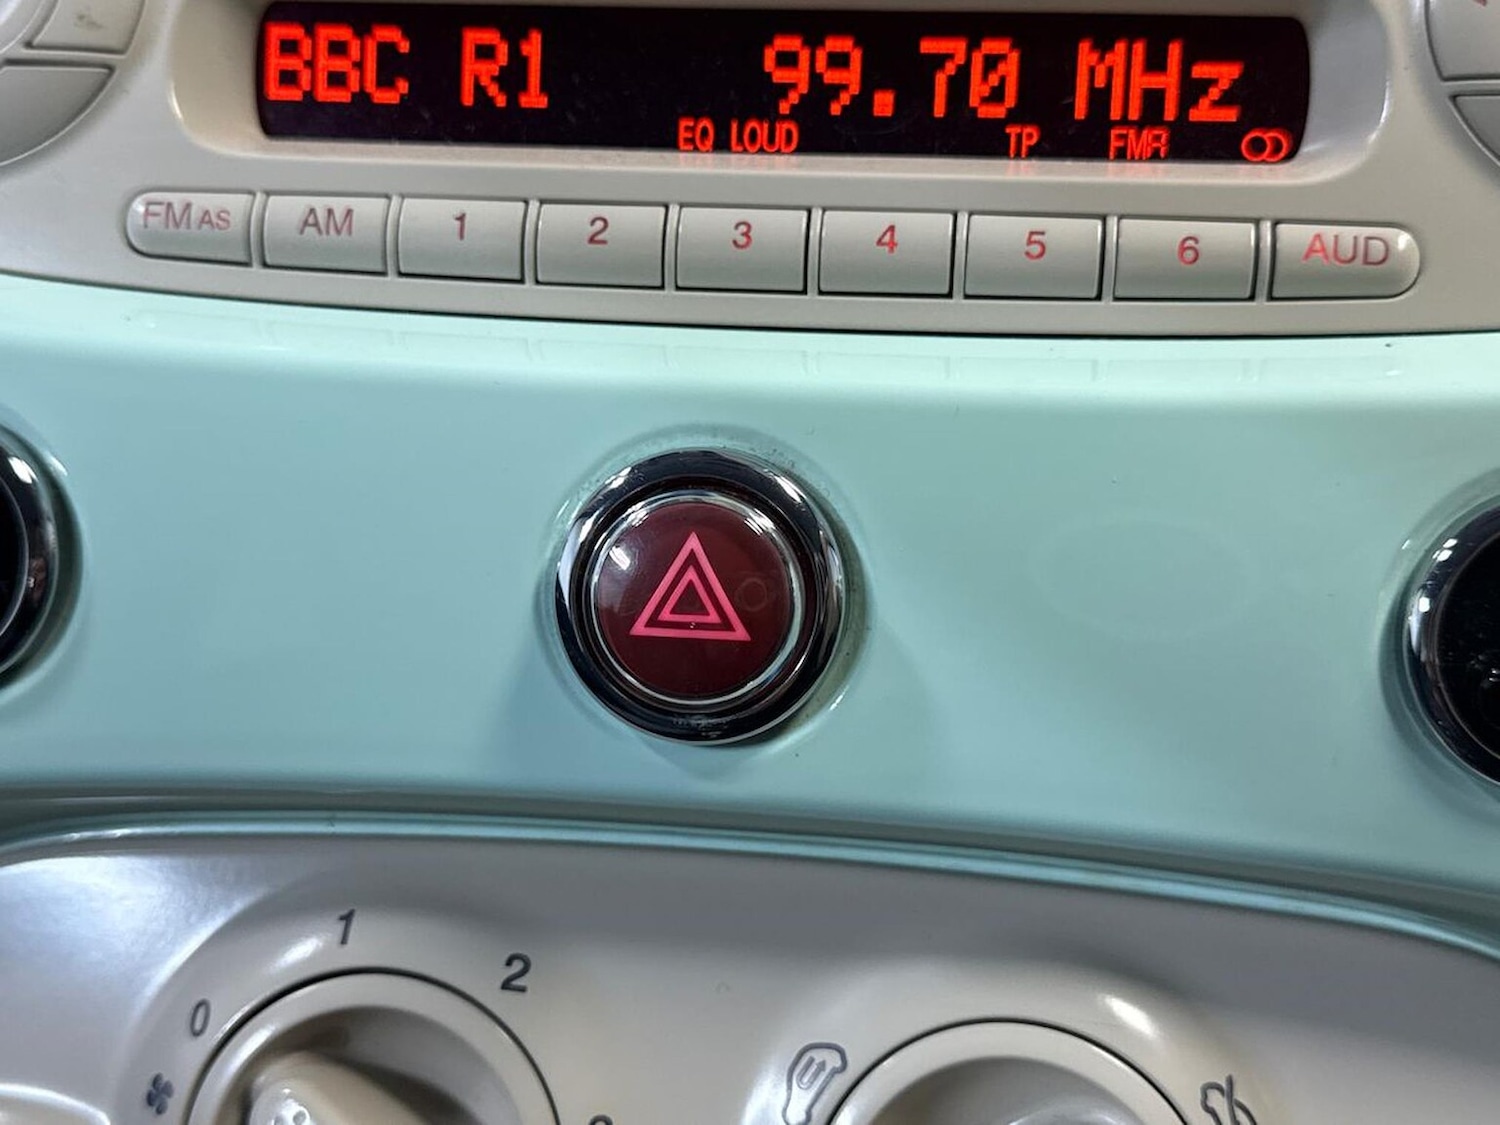 BBC R1 99.70 MHz
EQ LOUD TP FMA
FM AS AM 1 2 3 4 5 6 AUD
1
2
0